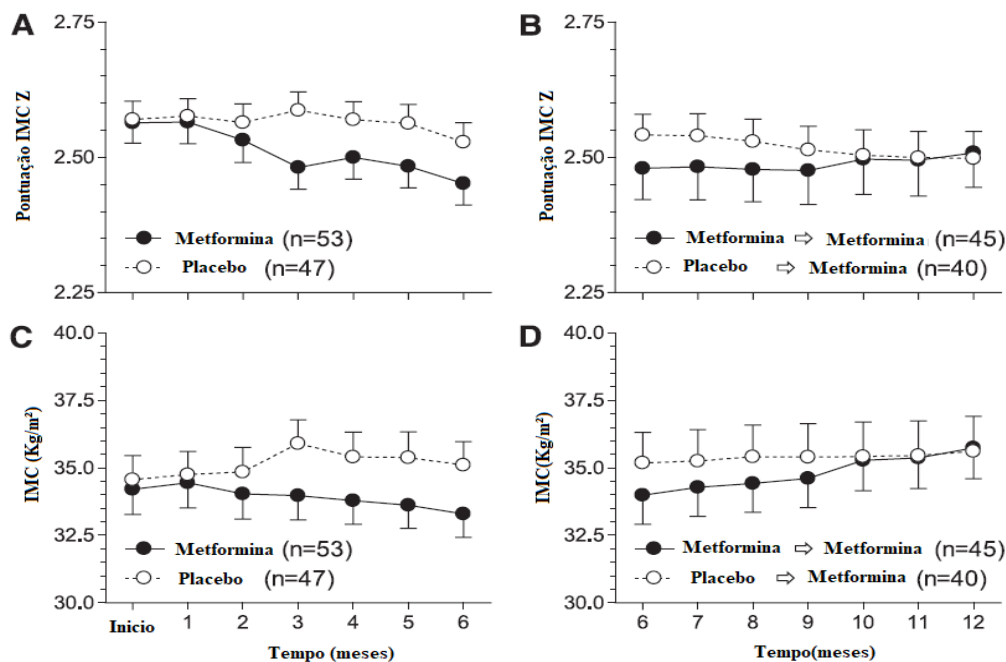 A
2.75
2.50
2.25
Pontuação IMC Z
Metformina (n=53)
Placebo (n=47)
B
2.75
2.50
2.25
Pontuação IMC Z
Metformina ⇨ Metformina (n=45)
Placebo ⇨ Metformina (n=40)
C
40.0
37.5
35.0
32.5
30.0
IMC (Kg/m²)
Metformina (n=53)
Placebo (n=47)
Inicio 1 2 3 4 5 6
Tempo (meses)
D
40.0
37.5
35.0
32.5
30.0
IMC(Kg/m²)
Metformina ⇨ Metformina (n=45)
Placebo ⇨ Metformina (n=40)
6 7 8 9 10 11 12
Tempo(meses)